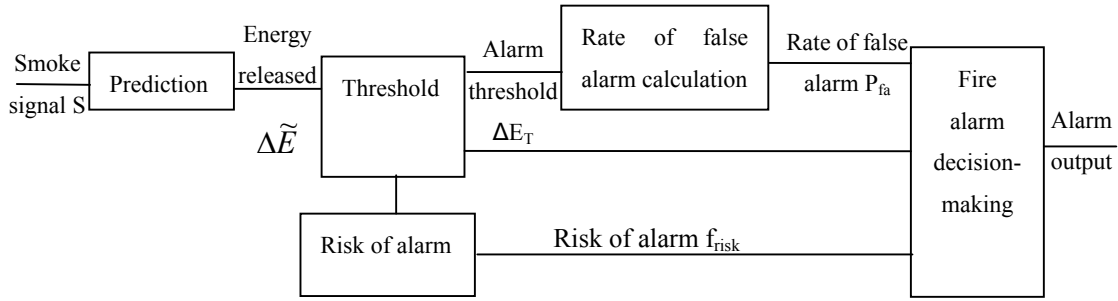 Smoke
signal S
Prediction
Energy
released
Δ\widetilde{E}
Threshold
Alarm
threshold
ΔE_T
Rate of false
alarm calculation
Rate of false
alarm P_fa
Risk of alarm
Risk of alarm f_risk
Fire
alarm
decision-
making
Alarm
output